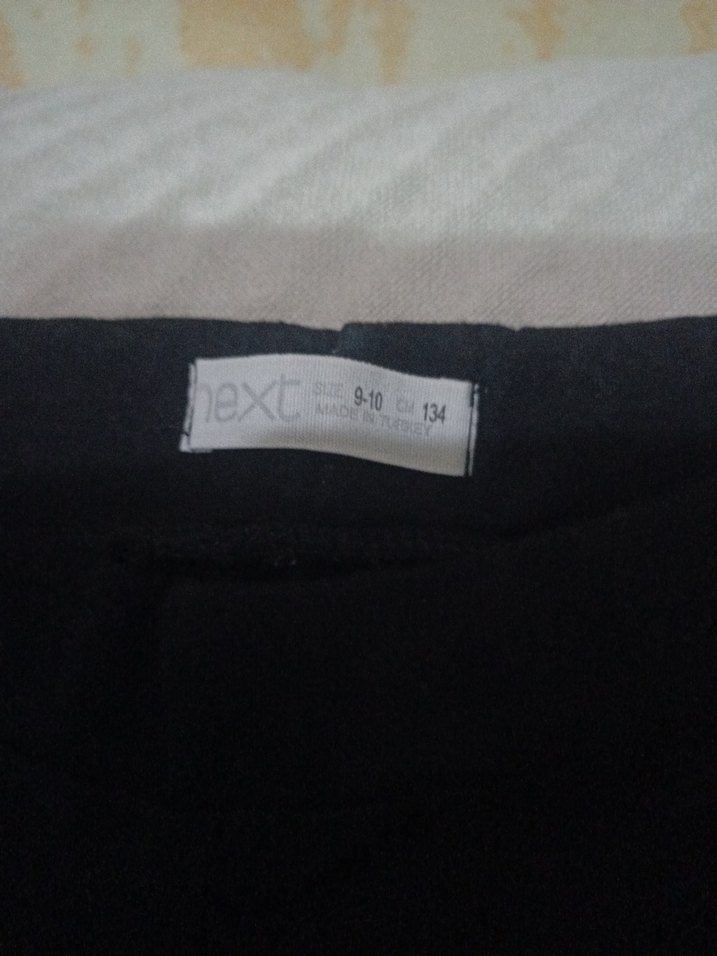 next
SIZE 9-10 CM 134
MADE IN TURKEY